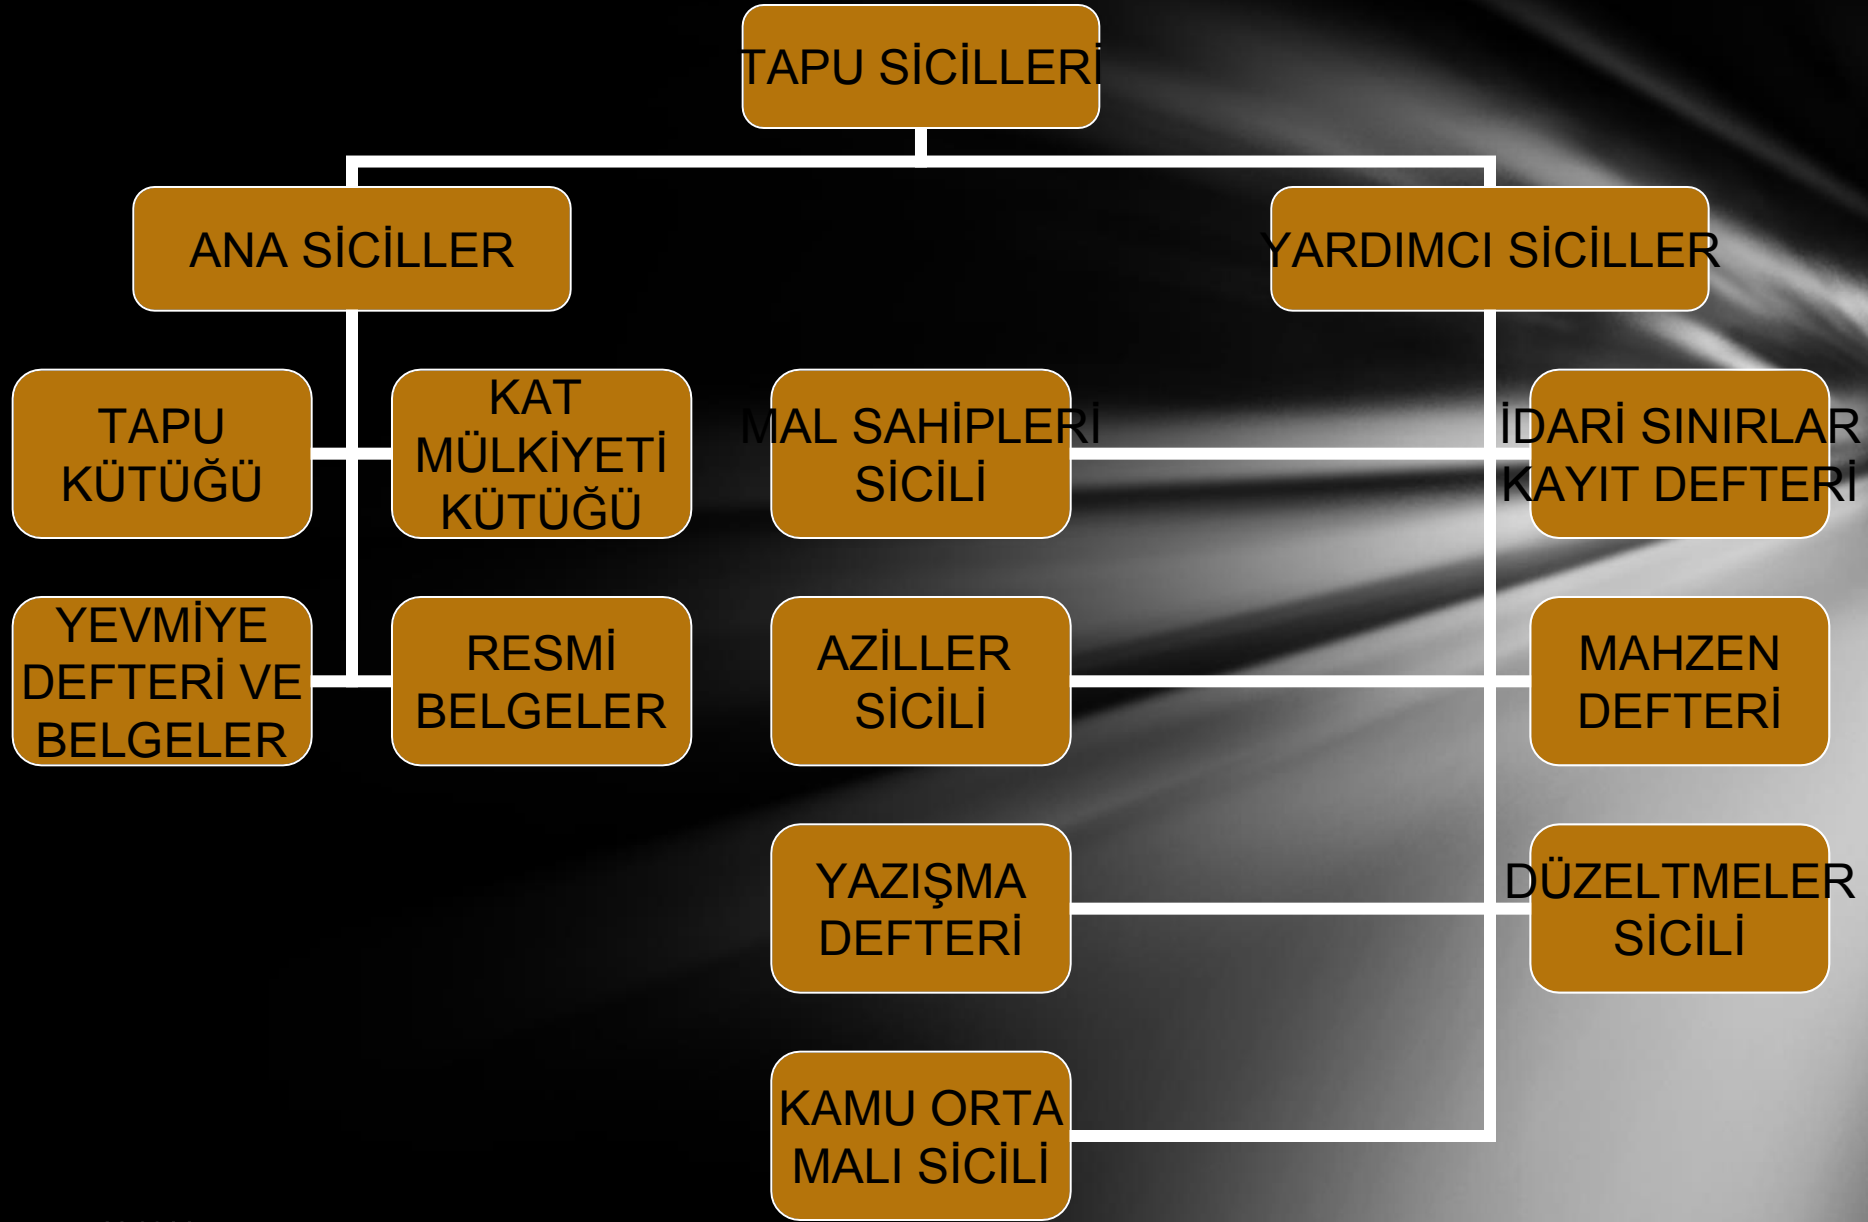 TAPU SİCİLLERİ
ANA SİCİLLER
YARDIMCI SİCİLLER
TAPU
KÜTÜĞÜ
KAT
MÜLKİYETİ
KÜTÜĞÜ
MAL SAHİPLERİ
SİCİLİ
İDARİ SINIRLAR
KAYIT DEFTERİ
YEVMİYE
DEFTERİ VE
BELGELER
RESMİ
BELGELER
AZİLLER
SİCİLİ
MAHZEN
DEFTERİ
YAZIŞMA
DEFTERİ
DÜZELTMELER
SİCİLİ
KAMU ORTA
MALI SİCİLİ